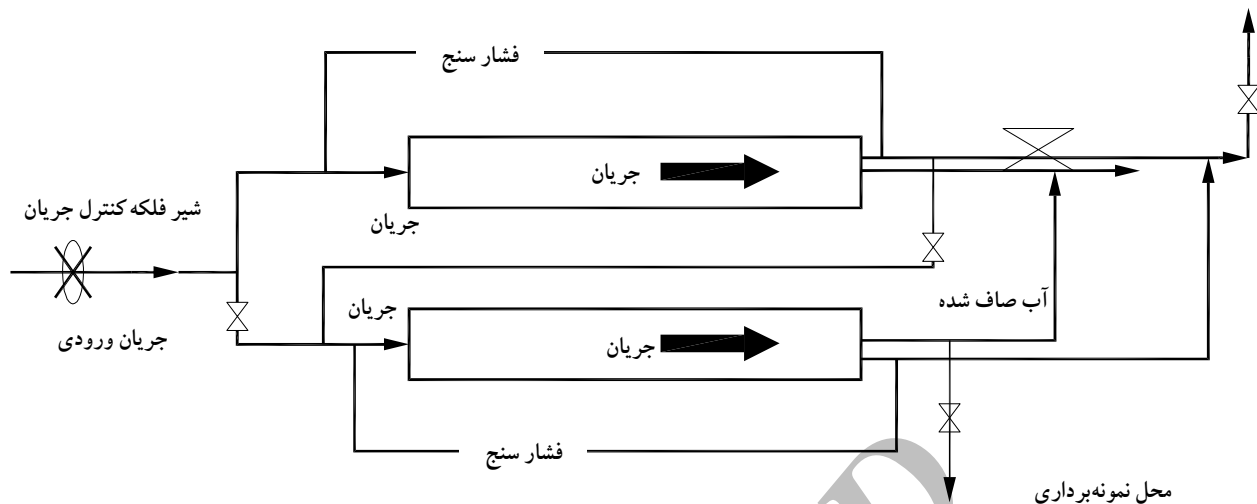 فشار سنج
جریان
شیر فلکه کنترل جریان
جریان
جریان ورودی
جریان
آب صاف شده
جریان
فشار سنج
محل نمونه‌برداری